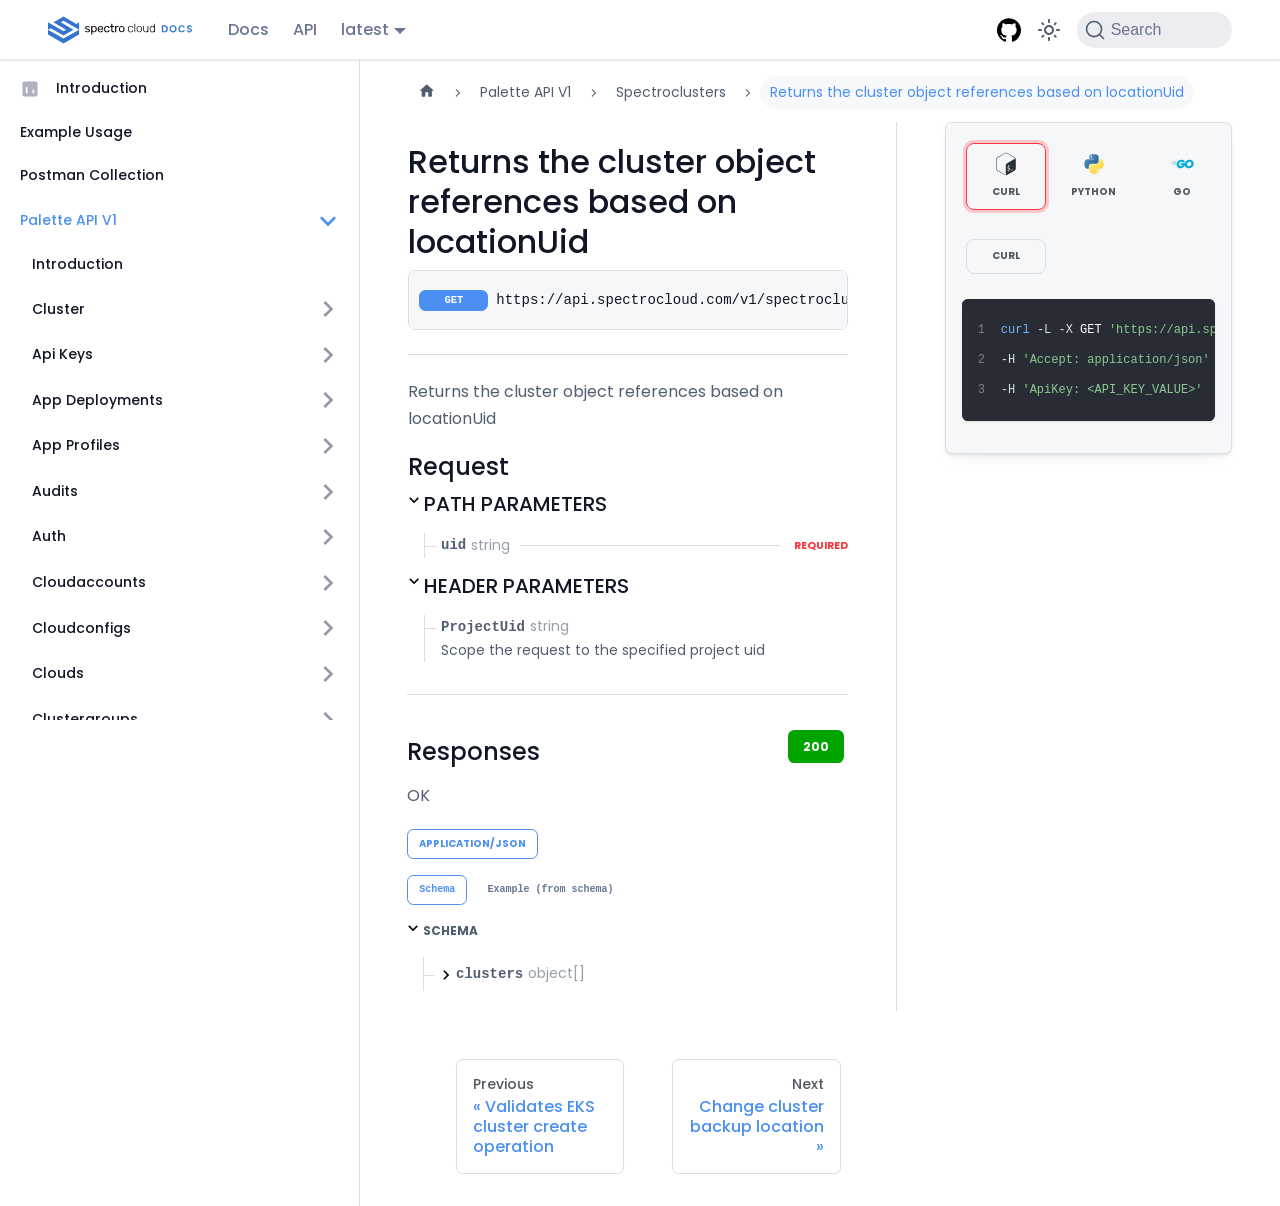 spectro cloud DOCS
Docs
API
latest
Search
Introduction
Example Usage
Postman Collection
Palette API V1
Introduction
Cluster
Api Keys
App Deployments
App Profiles
Audits
Auth
Cloudaccounts
Cloudconfigs
Clouds
Clustergroups
Palette API V1
Spectroclusters
Returns the cluster object references based on locationUid
Returns the cluster object
references based on
locationUid
GET https://api.spectrocloud.com/v1/spectroclu
Returns the cluster object references based on
locationUid
Request
PATH PARAMETERS
uid string REQUIRED
HEADER PARAMETERS
ProjectUid string
Scope the request to the specified project uid
Responses
200
OK
APPLICATION/JSON
Schema
Example (from schema)
SCHEMA
clusters object[]
Previous
« Validates EKS
cluster create
operation
Next
Change cluster
backup location
»
CURL
PYTHON
GO
CURL
1 curl -L -X GET 'https://api.sp
2 -H 'Accept: application/json'
3 -H 'ApiKey: <API_KEY_VALUE>'